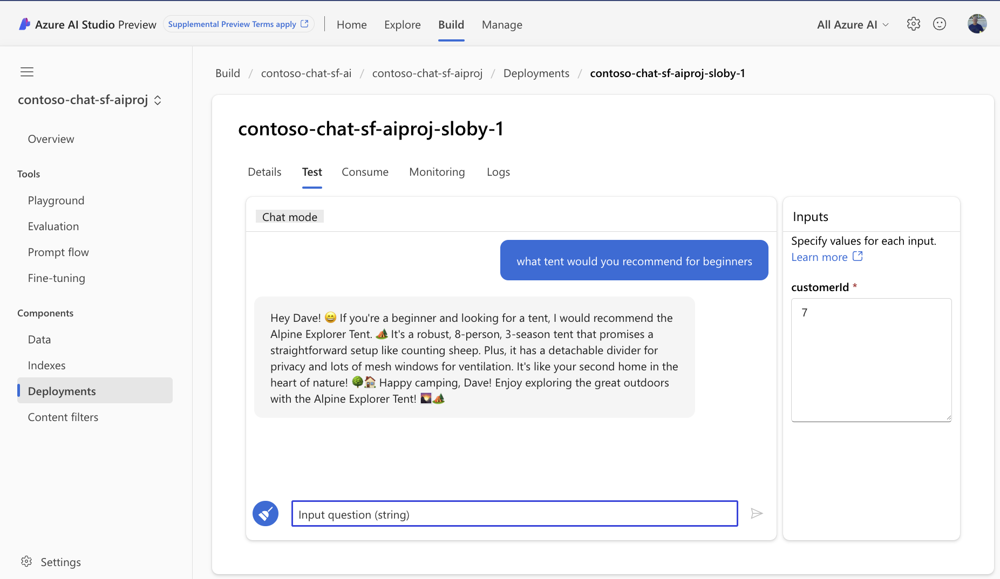 Azure AI Studio Preview
Supplemental Preview Terms apply
Home
Explore
Build
Manage
All Azure AI
contoso-chat-sf-aiproj
Overview
Tools
Playground
Evaluation
Prompt flow
Fine-tuning
Components
Data
Indexes
Deployments
Content filters
Settings
Build / contoso-chat-sf-ai / contoso-chat-sf-aiproj / Deployments / contoso-chat-sf-aiproj-sloby-1
contoso-chat-sf-aiproj-sloby-1
Details
Test
Consume
Monitoring
Logs
Chat mode
what tent would you recommend for beginners
Hey Dave! 😄 If you're a beginner and looking for a tent, I would recommend the
Alpine Explorer Tent. 🏕️ It's a robust, 8-person, 3-season tent that promises a
straightforward setup like counting sheep. Plus, it has a detachable divider for
privacy and lots of mesh windows for ventilation. It's like your second home in the
heart of nature! 🌳🏠 Happy camping, Dave! Enjoy exploring the great outdoors
with the Alpine Explorer Tent! 🌄🏕️
Input question (string)
Inputs
Specify values for each input.
Learn more
customerId *
7